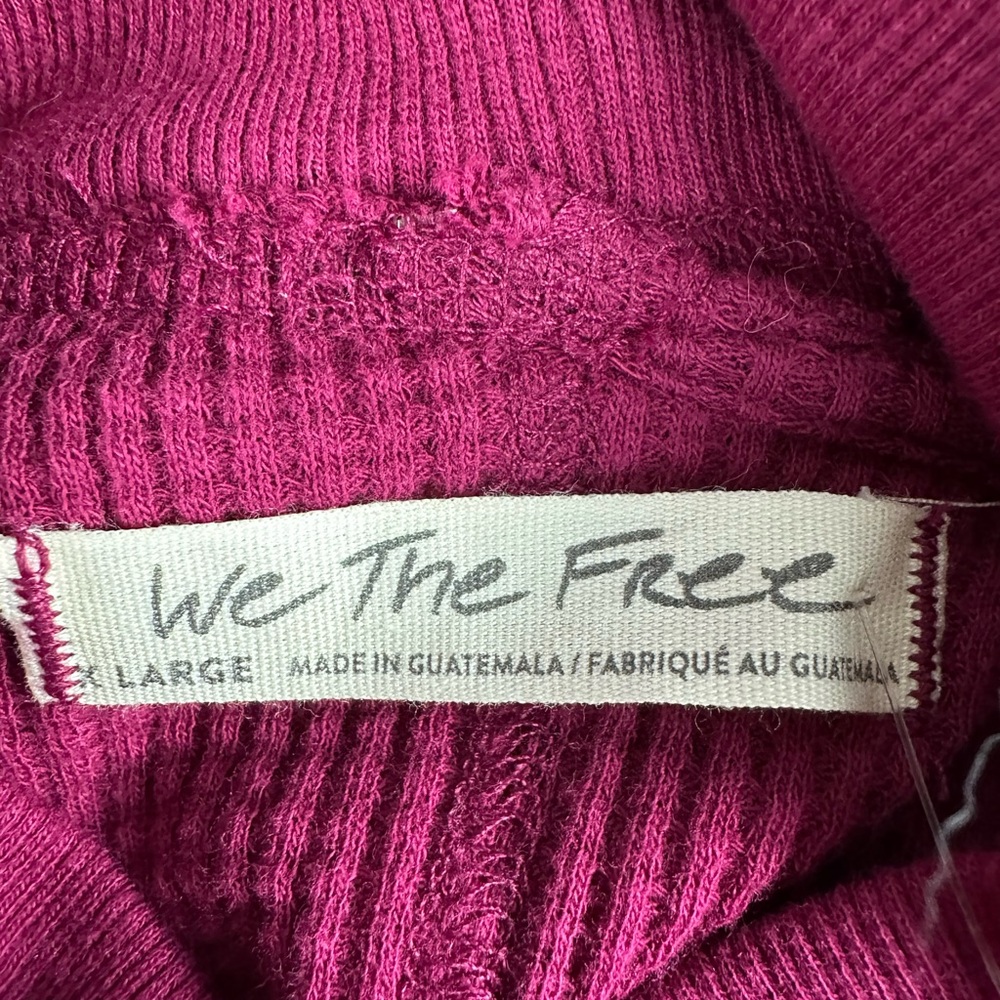 We The Free
X LARGE MADE IN GUATEMALA / FABRIQUÉ AU GUATEMALA